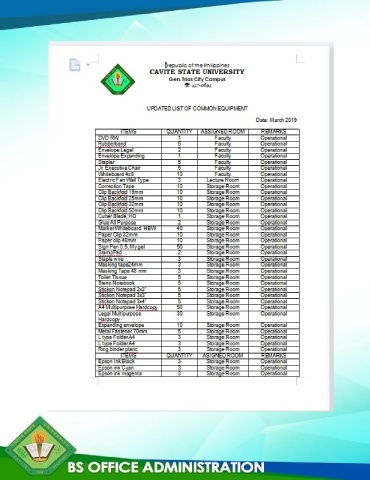 Republic of the Philippines
CAVITE STATE UNIVERSITY
Gen. Trias City Campus
☎ 437-0693
UPDATED LIST OF COMMON EQUIPMENT
Date: March 2019
ITEMS QUANTITY ASSIGNED ROOM REMARKS
DVD RW 1 Faculty Operational
Rubberband 5 Faculty Operational
Envelope Legal 2 Faculty Operational
Envelope Expanding 1 Faculty Operational
Stapler 2 Faculty Operational
Jr. Executive Chair 5 Faculty Operational
Whiteboard 4x8 10 Faculty Operational
Electric Fan Wall Type 3 Lecture Room Operational
Correction Tape 10 Storage Room Operational
Clip Backfold 19mm 10 Storage Room Operational
Clip Backfold 25mm 10 Storage Room Operational
Clip Backfold 32mm 10 Storage Room Operational
Clip Backfold 50mm 10 Storage Room Operational
Cutter Blade, HD 1 Storage Room Operational
Glue All Purpose 2 Storage Room Operational
Marker Whiteboard HBW 40 Storage Room Operational
Paper Clip 32mm 10 Storage Room Operational
Paper clip 48mm 10 Storage Room Operational
Sign Pen 0.5, My gel 50 Storage Room Operational
Stamp Pad 2 Storage Room Operational
Staple wire 3 Storage Room Operational
Masking tape24mm 3 Storage Room Operational
Masking Tape 48 mm 3 Storage Room Operational
Toilet Tissue 5 Storage Room Operational
Steno Notebook 5 Storage Room Operational
Stickon Notepad 2x3" 5 Storage Room Operational
Stickon Notepad 3x3" 5 Storage Room Operational
Stickon Notepad 3x4" 5 Storage Room Operational
A4 Multipurpose Hardcopy 50 Storage Room Operational
Legal Multipurpose 30 Storage Room Operational
Hardcopy
Expanding envelope 10 Storage Room Operational
Metal Fastener 70mm 5 Storage Room Operational
L type Folder A4 3 Storage Room Operational
L type Folder A4 3 Storage Room Operational
Ring binder plastic 3 Storage Room Operational
ITEMS QUANTITY ASIGNED ROOM REMARKS
Epson Ink Black 3 Storage Room Operational
Epson ink Cyan 3 Storage Room Operational
Epson ink magenta 3 Storage Room Operational
BS OFFICE ADMINISTRATION